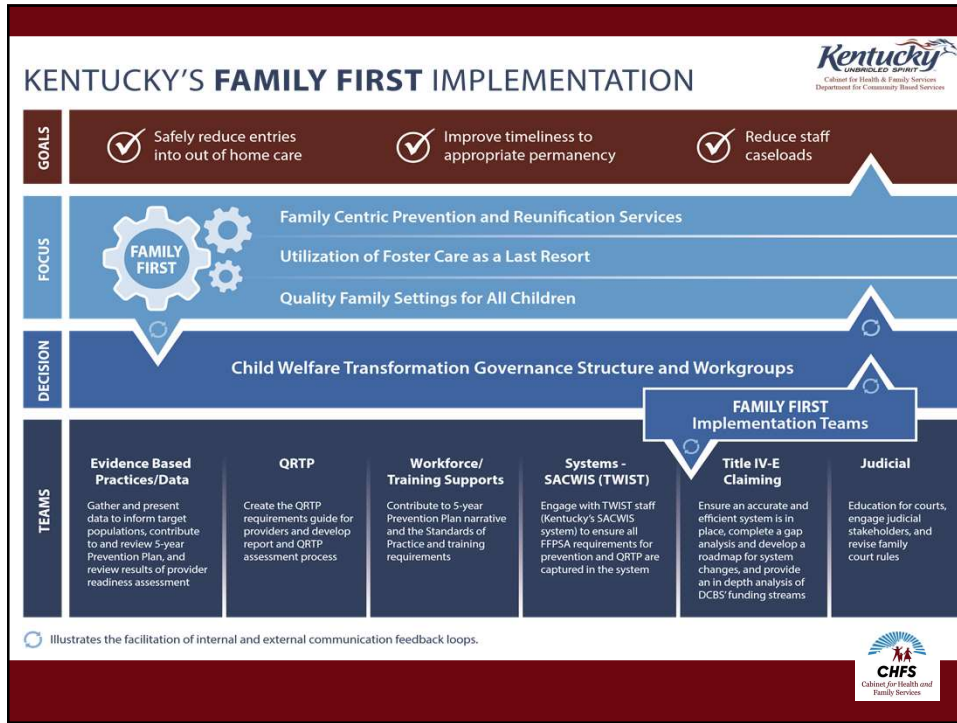 Kentucky
UNBRIDLED SPIRIT
Cabinet for Health & Family Services
Department for Community Based Services
KENTUCKY'S FAMILY FIRST IMPLEMENTATION
GOALS
Safely reduce entries
into out of home care
Improve timeliness to
appropriate permanency
Reduce staff
caseloads
FOCUS
FAMILY
FIRST
Family Centric Prevention and Reunification Services
Utilization of Foster Care as a Last Resort
Quality Family Settings for All Children
DECISION
Child Welfare Transformation Governance Structure and Workgroups
FAMILY FIRST
Implementation Teams
TEAMS
Evidence Based
Practices/Data
Gather and present
data to inform target
populations, contribute
to and review 5-year
Prevention Plan, and
review results of provider
readiness assessment
QRTP
Create the QRTP
requirements guide for
providers and develop
report and QRTP
assessment process
Workforce/
Training Supports
Contribute to 5-year
Prevention Plan narrative
and the Standards of
Practice and training
requirements
Systems -
SACWIS (TWIST)
Engage with TWIST staff
(Kentucky's SACWIS
system) to ensure all
FFPSA requirements for
prevention and QRTP are
captured in the system
Title IV-E
Claiming
Ensure an accurate and
efficient system is in
place, complete a gap
analysis and develop a
roadmap for system
changes, and provide
an in depth analysis of
DCBS' funding streams
Judicial
Education for courts,
engage judicial
stakeholders, and
revise family
court rules
Illustrates the facilitation of internal and external communication feedback loops.
CHFS
Cabinet for Health and
Family Services